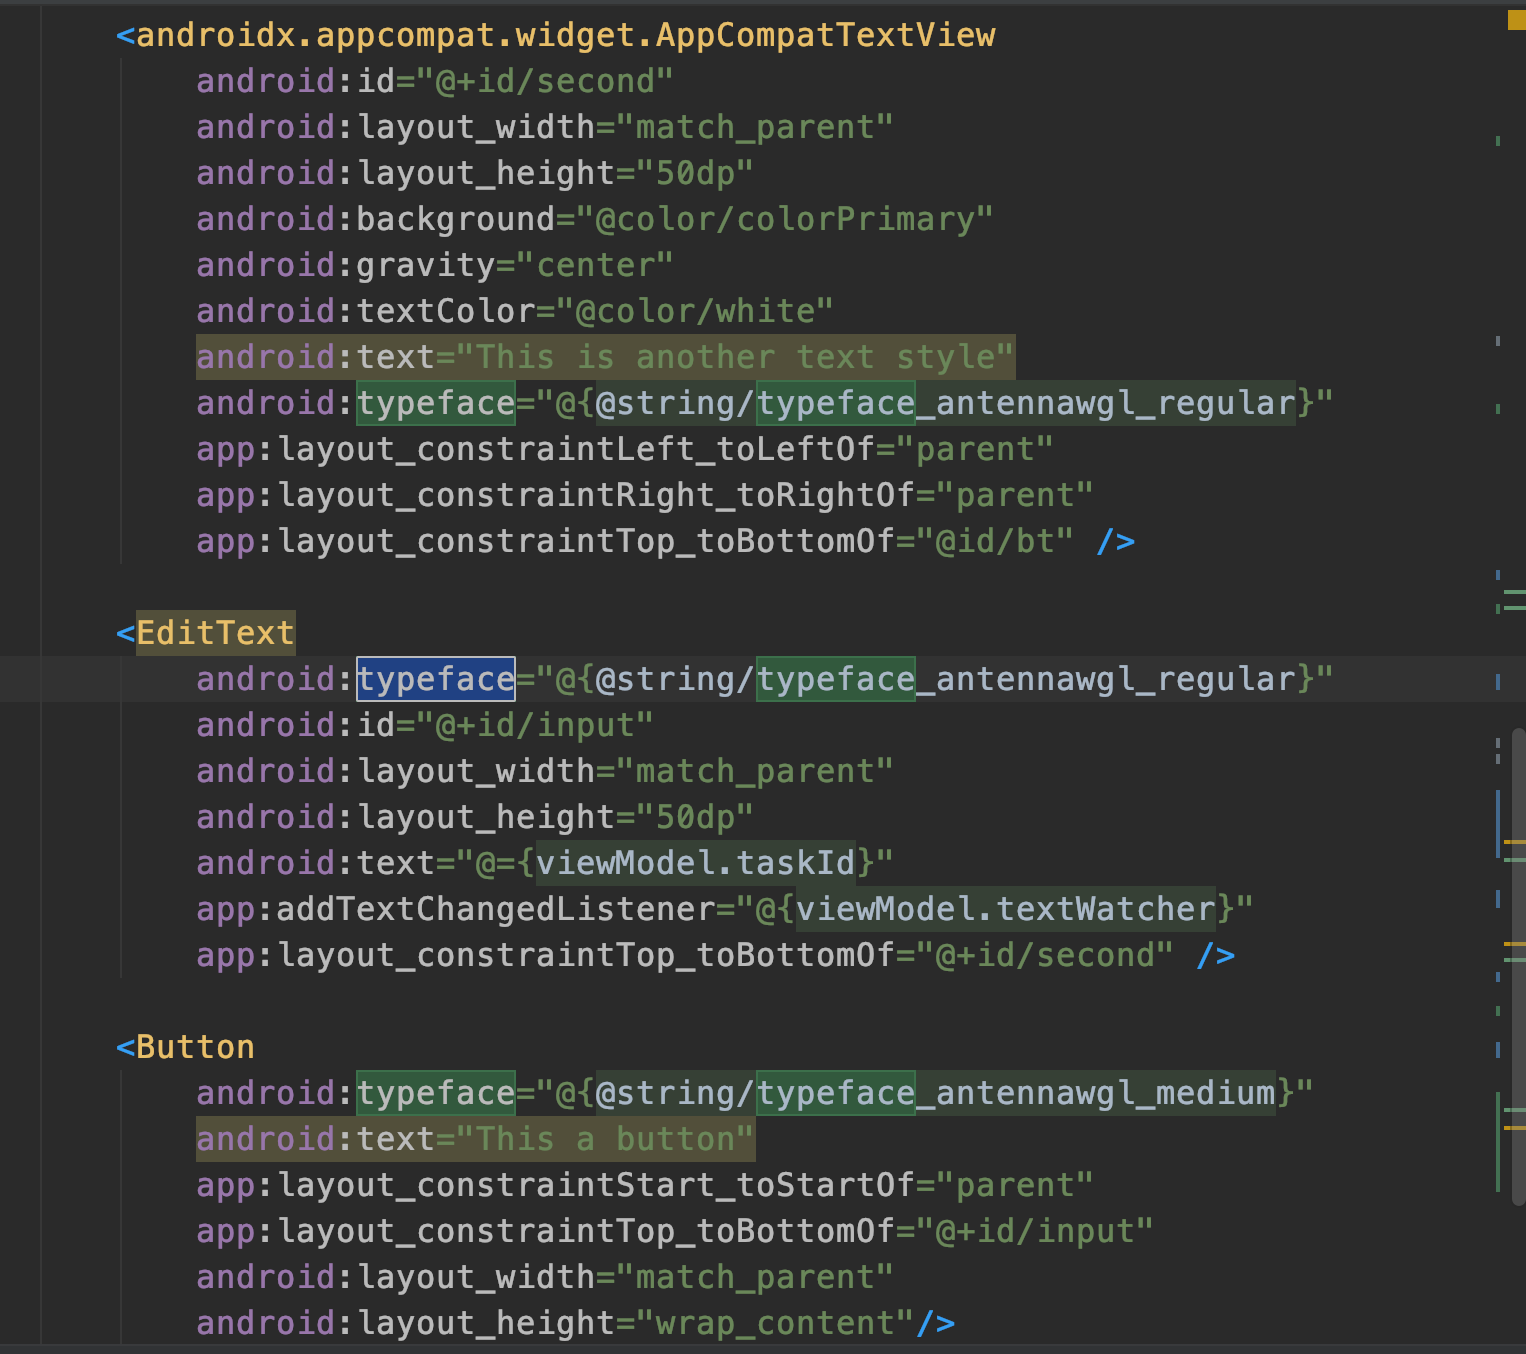 <androidx.appcompat.widget.AppCompatTextView
android:id="@+id/second"
android:layout_width="match_parent"
android:layout_height="50dp"
android:background="@color/colorPrimary"
android:gravity="center"
android:textColor="@color/white"
android:text="This is another text style"
android:typeface="@{@string/typeface_antennawgl_regular}"
app:layout_constraintLeft_toLeftOf="parent"
app:layout_constraintRight_toRightOf="parent"
app:layout_constraintTop_toBottomOf="@id/bt" />
<EditText
android:typeface="@{@string/typeface_antennawgl_regular}"
android:id="@+id/input"
android:layout_width="match_parent"
android:layout_height="50dp"
android:text="@={viewModel.taskId}"
app:addTextChangedListener="@{viewModel.textWatcher}"
app:layout_constraintTop_toBottomOf="@+id/second" />
<Button
android:typeface="@{@string/typeface_antennawgl_medium}"
android:text="This a button"
app:layout_constraintStart_toStartOf="parent"
app:layout_constraintTop_toBottomOf="@+id/input"
android:layout_width="match_parent"
android:layout_height="wrap_content"/>